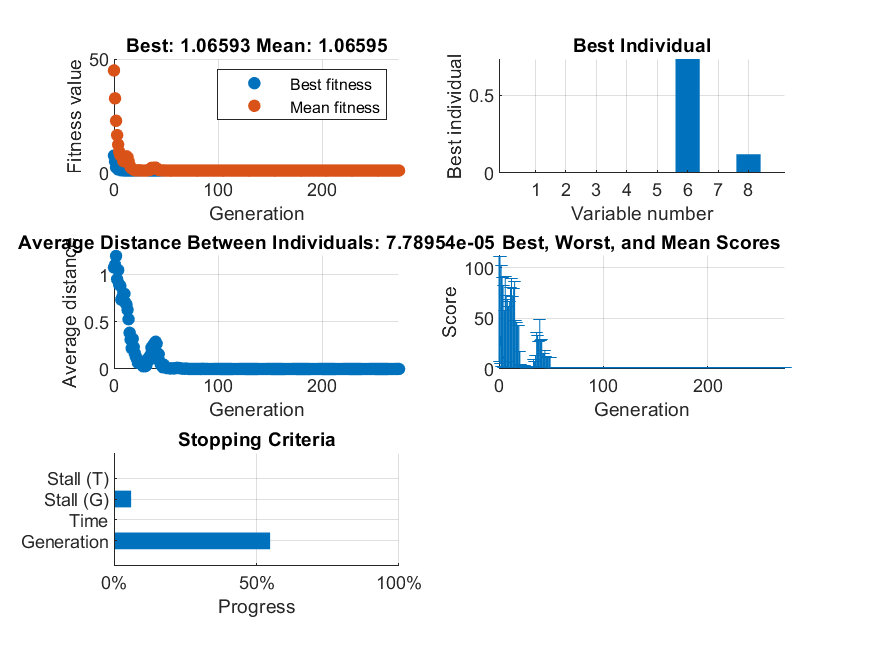 Best: 1.06593 Mean: 1.06595
Fitness value
50
0
Best fitness
Mean fitness
0 100 200
Generation
Best Individual
Best individual
0.5
0
1 2 3 4 5 6 7 8
Variable number
Average Distance Between Individuals: 7.78954e-05
Average distance
1
0.5
0
0 100 200
Generation
Best, Worst, and Mean Scores
Score
100
50
0
0 100 200
Generation
Stopping Criteria
Stall (T)
Stall (G)
Time
Generation
0% 50% 100%
Progress